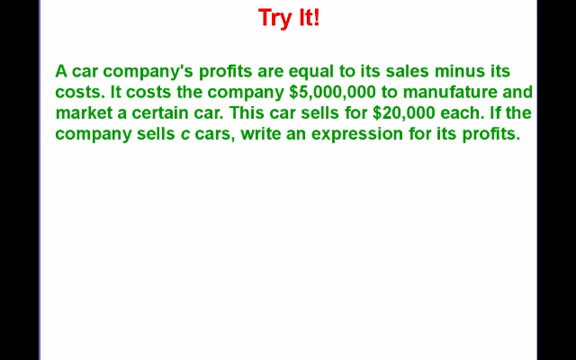 Try It!
A car company's profits are equal to its sales minus its
costs. It costs the company $5,000,000 to manufature and
market a certain car. This car sells for $20,000 each. If the
company sells c cars, write an expression for its profits.